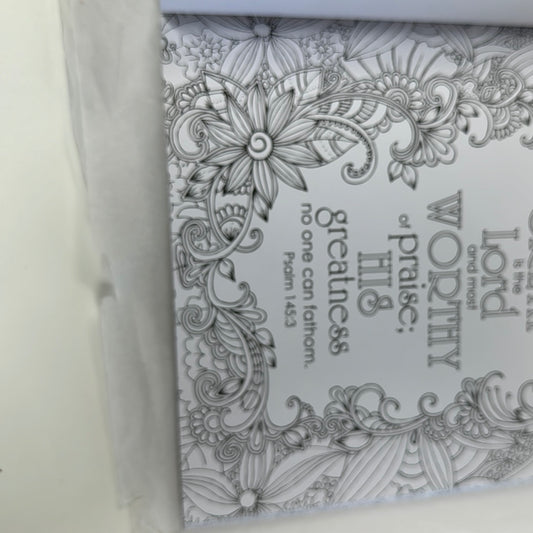 is the
Lord
and most
WORTHY
of praise;
HIS
greatness
no one can fathom.
Psalm 145:3